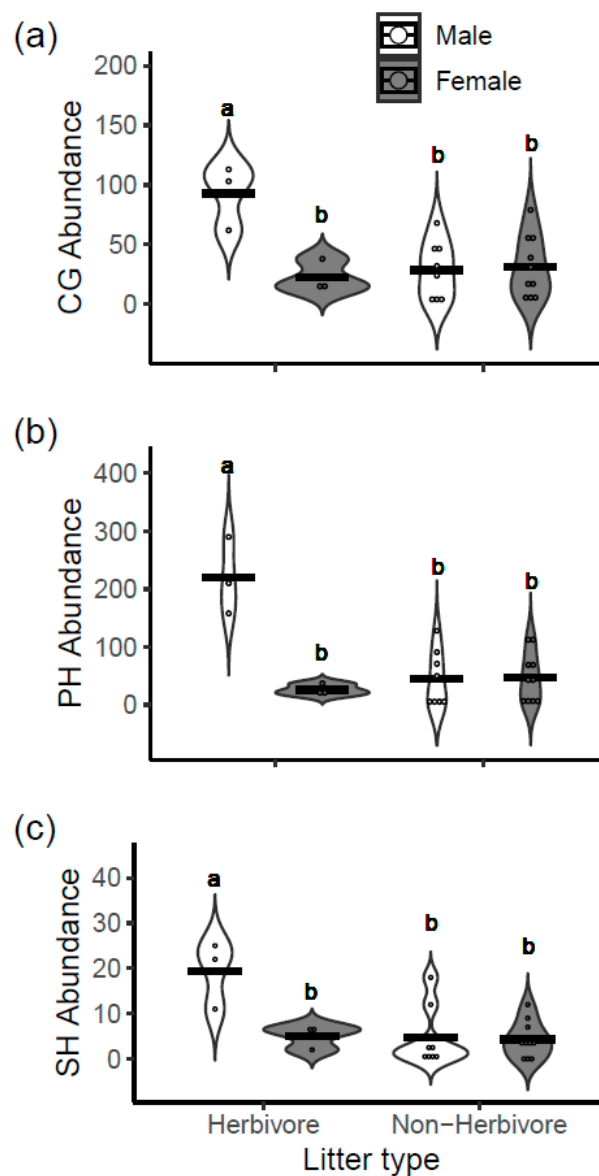 (a)
Male
Female
CG Abundance
200
150
100
50
0
a
b
b
b
(b)
PH Abundance
400
300
200
100
0
a
b
b
b
(c)
SH Abundance
40
30
20
10
0
a
b
b
b
Herbivore Non-Herbivore
Litter type